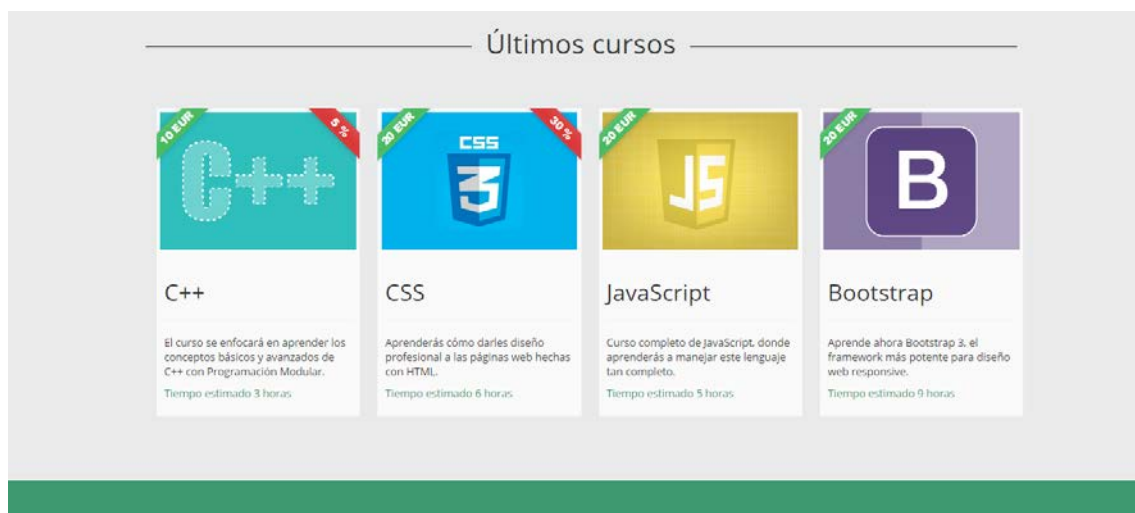 Últimos cursos
10 EUR
5 %
C++
C++
El curso se enfocará en aprender los
conceptos básicos y avanzados de
C++ con Programación Modular.
Tiempo estimado 3 horas
20 EUR
30 %
CSS
3
CSS
Aprenderás cómo darles diseño
profesional a las páginas web hechas
con HTML.
Tiempo estimado 6 horas
20 EUR
JS
JavaScript
Curso completo de JavaScript, donde
aprenderás a manejar este lenguaje
tan completo.
Tiempo estimado 5 horas
20 EUR
B
Bootstrap
Aprende ahora Bootstrap 3, el
framework más potente para diseño
web responsive.
Tiempo estimado 9 horas